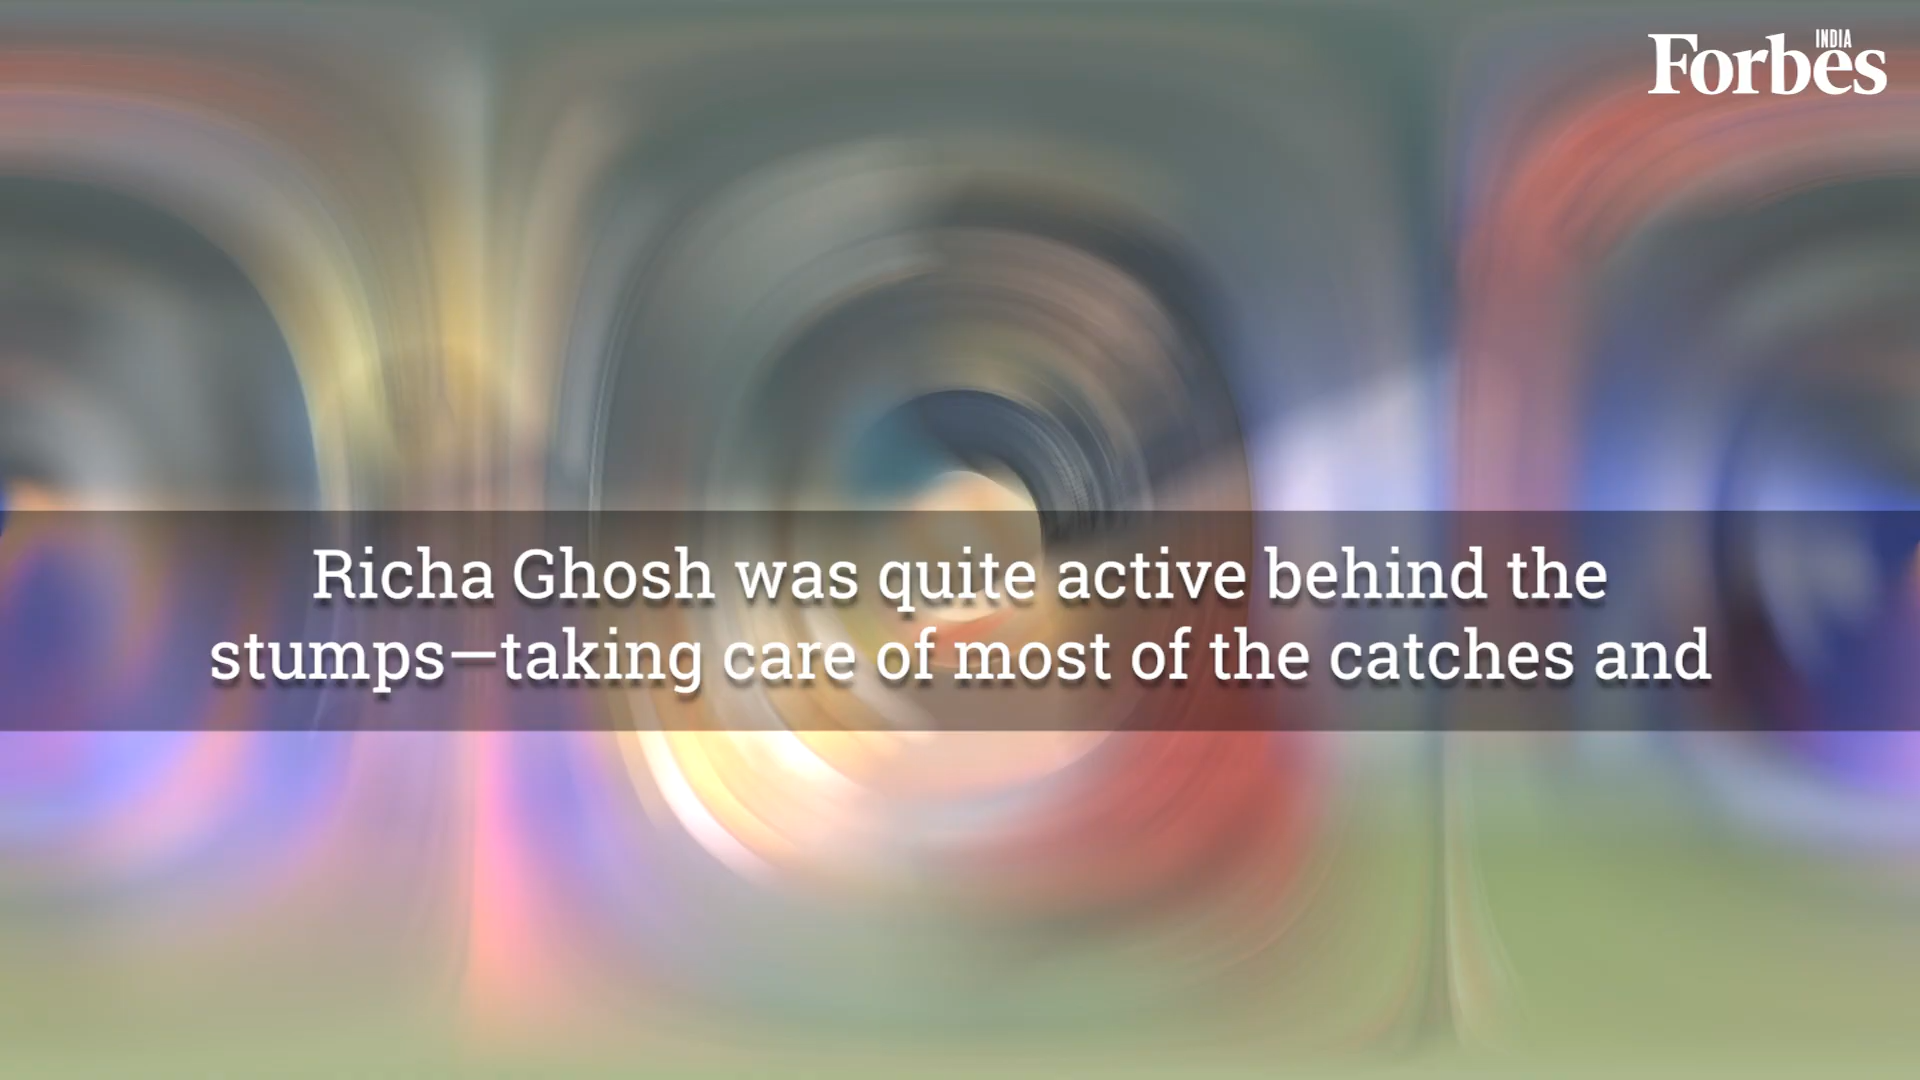 INDIA
Forbes
Richa Ghosh was quite active behind the
stumps—taking care of most of the catches and